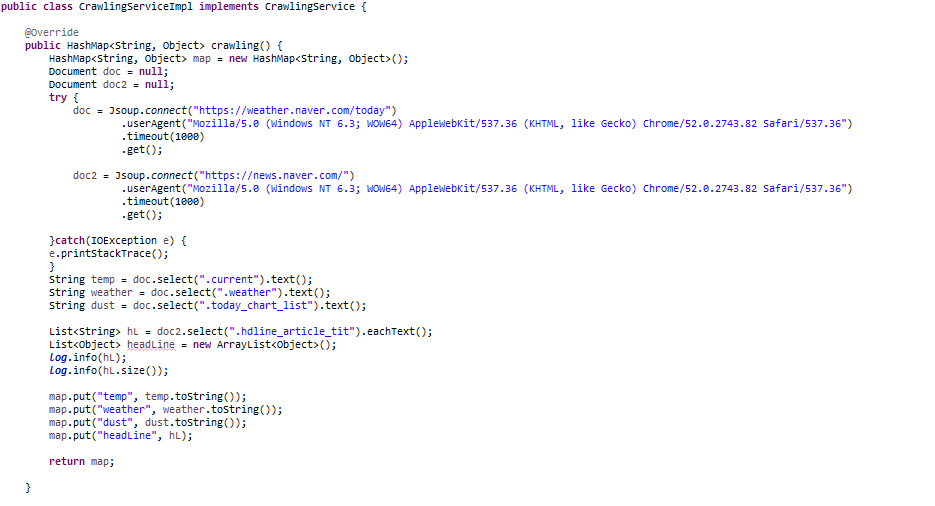 public class CrawlingServiceImpl implements CrawlingService {
@Override
public HashMap<String, Object> crawling() {
HashMap<String, Object> map = new HashMap<String, Object>();
Document doc = null;
Document doc2 = null;
try {
doc = Jsoup.connect("https://weather.naver.com/today")
.userAgent("Mozilla/5.0 (Windows NT 6.3; WOW64) AppleWebKit/537.36 (KHTML, like Gecko) Chrome/52.0.2743.82 Safari/537.36")
.timeout(1000)
.get();
doc2 = Jsoup.connect("https://news.naver.com/")
.userAgent("Mozilla/5.0 (Windows NT 6.3; WOW64) AppleWebKit/537.36 (KHTML, like Gecko) Chrome/52.0.2743.82 Safari/537.36")
.timeout(1000)
.get();
}catch(IOException e) {
e.printStackTrace();
}
String temp = doc.select(".current").text();
String weather = doc.select(".weather").text();
String dust = doc.select(".today_chart_list").text();
List<String> hL = doc2.select(".hdline_article_tit").eachText();
List<Object> headLine = new ArrayList<Object>();
log.info(hL);
log.info(hL.size());
map.put("temp", temp.toString());
map.put("weather", weather.toString());
map.put("dust", dust.toString());
map.put("headLine", hL);
return map;
}